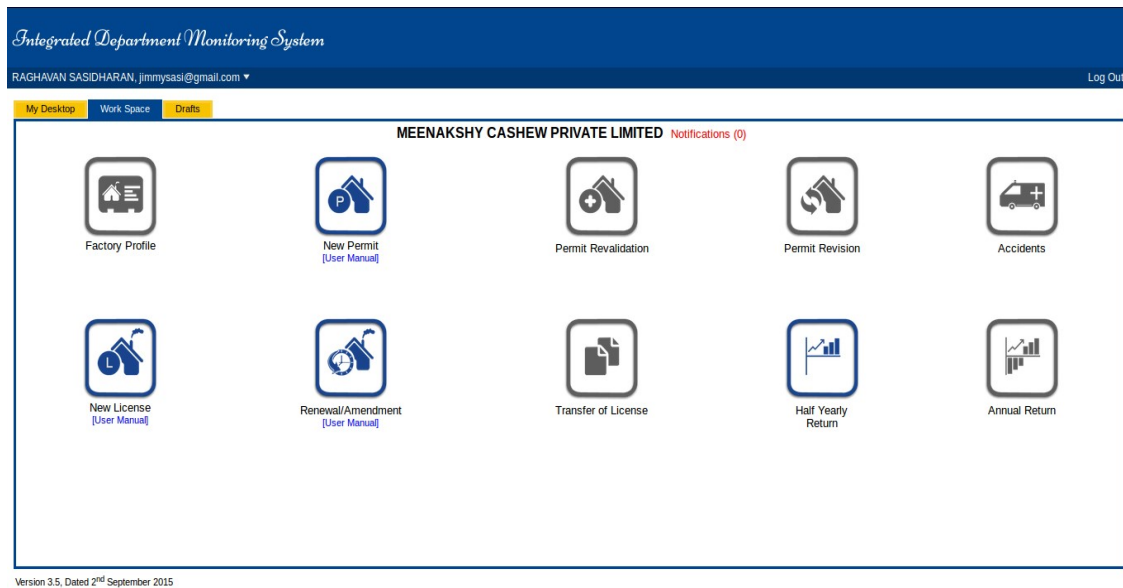 Integrated Department Monitoring System
RAGHAVAN SASIDHARAN, jimmysasi@gmail.com ▼ Log Out
My Desktop Work Space Drafts
MEENAKSHY CASHEW PRIVATE LIMITED Notifications (0)
P
Factory Profile New Permit Permit Revalidation Permit Revision Accidents
[User Manual]
L
New License Renewal/Amendment Transfer of License Half Yearly Annual Return
[User Manual] [User Manual] Return
Version 3.5, Dated 2nd September 2015